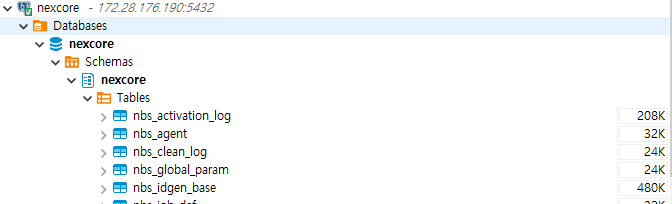 nexcore - 172.28.176.190:5432
Databases
nexcore
Schemas
nexcore
Tables
nbs_activation_log 208K
nbs_agent 32K
nbs_clean_log 24K
nbs_global_param 24K
nbs_idgen_base 480K